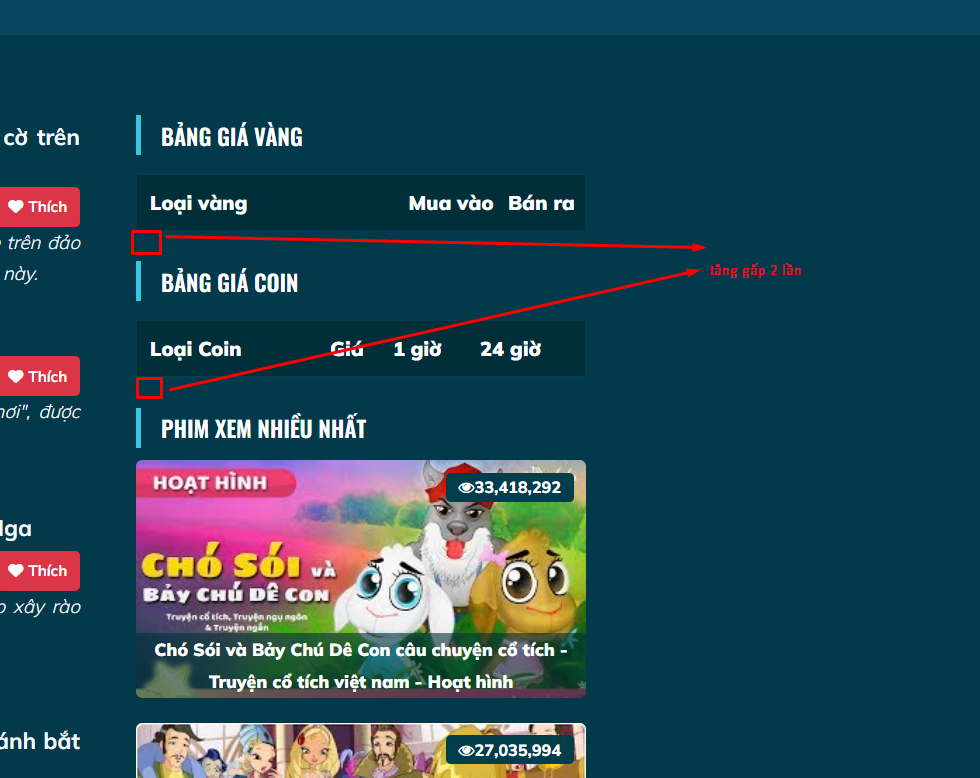 cờ trên
Thích
trên đảo
này.
Thích
nơi", được
lga
Thích
xây rào
ánh bắt
BẢNG GIÁ VÀNG
Loại vàng Mua vào Bán ra
BẢNG GIÁ COIN
Loại Coin Giá 1 giờ 24 giờ
tăng gấp 2 lần
PHIM XEM NHIỀU NHẤT
HOẠT HÌNH
33,418,292
CHÓ SÓI VÀ
BẢY CHÚ DÊ CON
Truyện cổ tích, Truyện ngụ ngôn
& Truyện ngắn
Chó Sói và Bảy Chú Dê Con câu chuyện cổ tích -
Truyện cổ tích việt nam - Hoạt hình
27,035,994